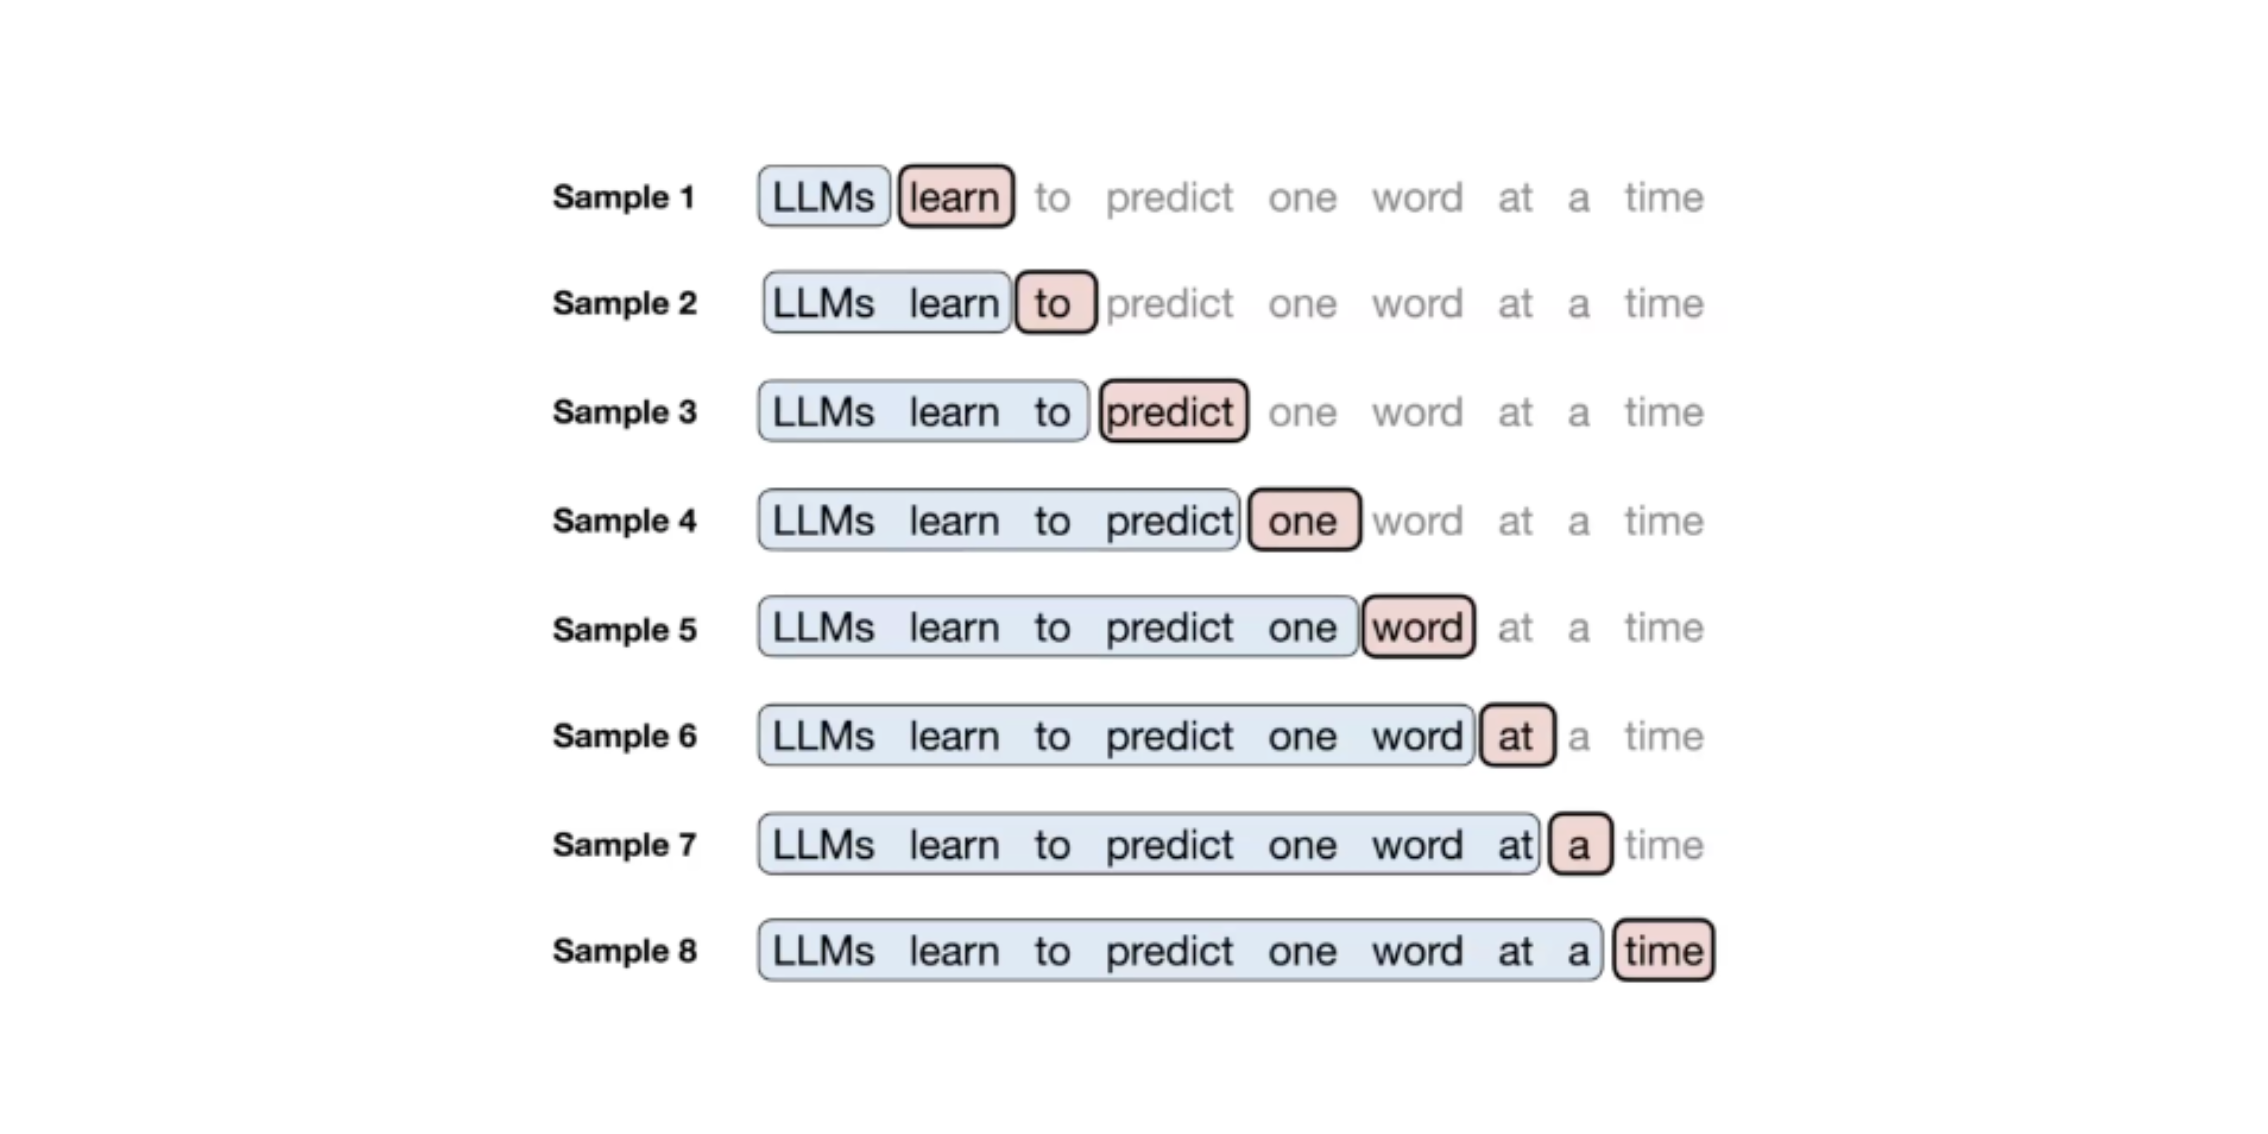 Sample 1 LLMs learn to predict one word at a time
Sample 2 LLMs learn to predict one word at a time
Sample 3 LLMs learn to predict one word at a time
Sample 4 LLMs learn to predict one word at a time
Sample 5 LLMs learn to predict one word at a time
Sample 6 LLMs learn to predict one word at a time
Sample 7 LLMs learn to predict one word at a time
Sample 8 LLMs learn to predict one word at a time